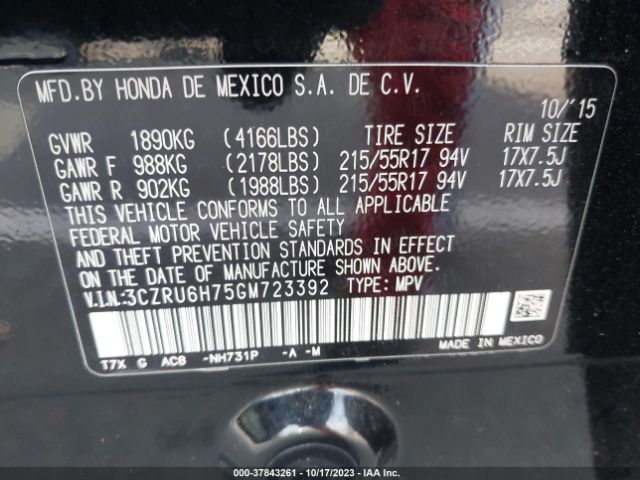 MFD.BY HONDA DE MEXICO S.A. DE C.V.
10/'15
GVWR 1890KG (4166LBS) TIRE SIZE RIM SIZE
GAWR F 988KG (2178LBS) 215/55R17 94V 17X7.5J
GAWR R 902KG (1988LBS) 215/55R17 94V 17X7.5J
THIS VEHICLE CONFORMS TO ALL APPLICABLE
FEDERAL MOTOR VEHICLE SAFETY
AND THEFT PREVENTION STANDARDS IN EFFECT
ON THE DATE OF MANUFACTURE SHOWN ABOVE.
V.I.N.:3CZRU6H75GM723392 TYPE: MPV
T7X G AC8 -NH731P -A -M MADE IN MEXICO
000-37843261 - 10/17/2023 - IAA Inc.